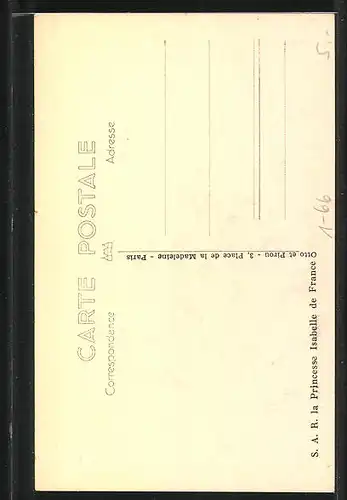 CARTE POSTALE
Correspondance
Adresse
Otto et Pirou - 3, Place de la Madeleine - Paris
S. A. R. la Princesse Isabelle de France
5,-
1-66